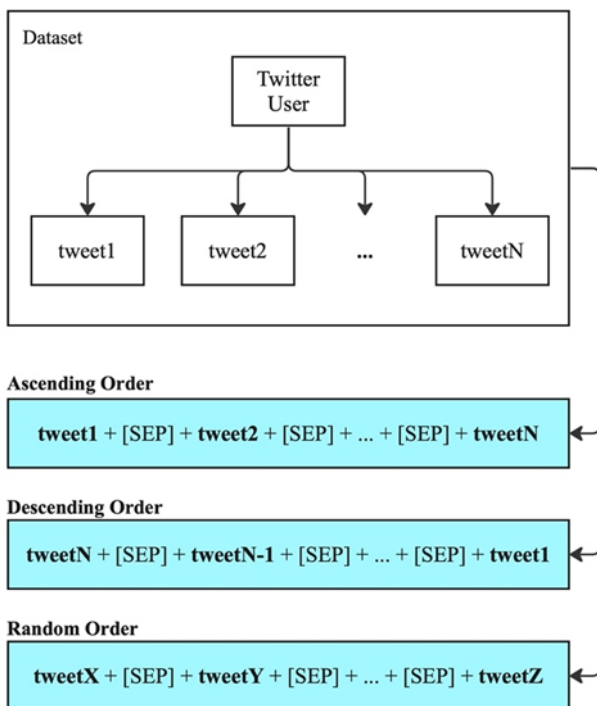 Dataset
Twitter
User
tweet1
tweet2
...
tweetN
Ascending Order
tweet1 + [SEP] + tweet2 + [SEP] + ... + [SEP] + tweetN
Descending Order
tweetN + [SEP] + tweetN-1 + [SEP] + ... + [SEP] + tweet1
Random Order
tweetX + [SEP] + tweetY + [SEP] + ... + [SEP] + tweetZ